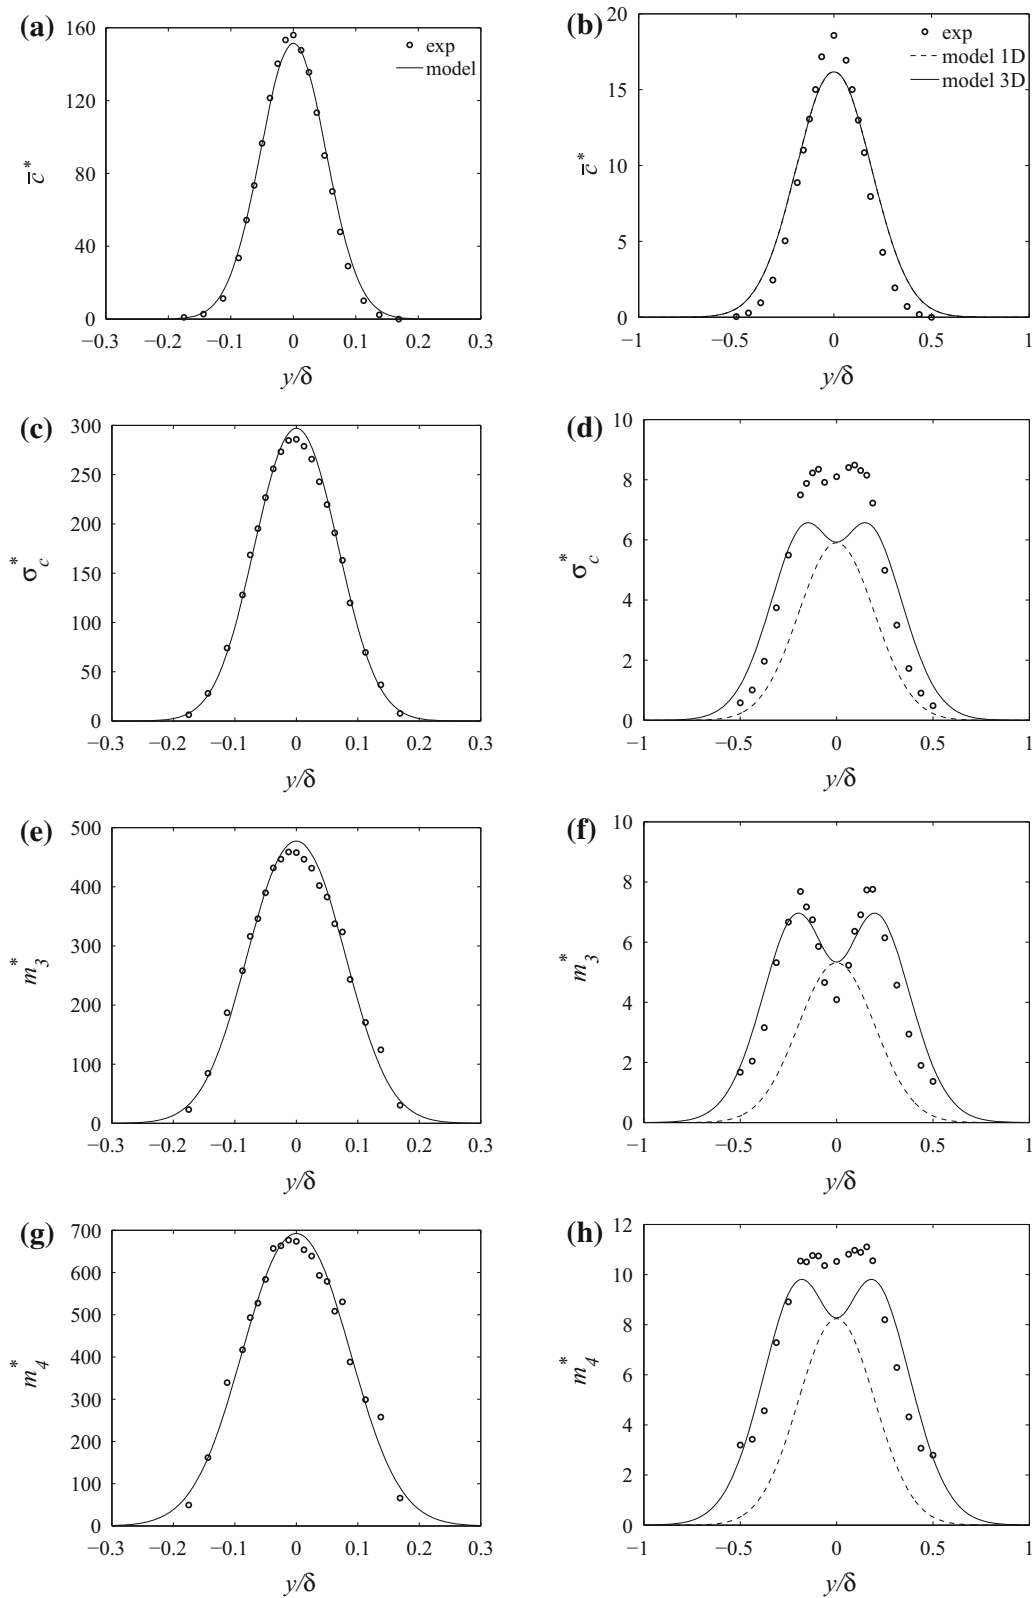 (a)
160
120
80
40
0
c̅*
exp
model
−0.3 −0.2 −0.1 0 0.1 0.2 0.3
y/δ
(b)
20
15
10
5
0
c̅*
exp
model 1D
model 3D
−1 −0.5 0 0.5 1
y/δ
(c)
300
250
200
150
100
50
0
σc*
−0.3 −0.2 −0.1 0 0.1 0.2 0.3
y/δ
(d)
10
8
6
4
2
0
σc*
−1 −0.5 0 0.5 1
y/δ
(e)
500
400
300
200
100
0
m3*
−0.3 −0.2 −0.1 0 0.1 0.2 0.3
y/δ
(f)
10
8
6
4
2
0
m3*
−1 −0.5 0 0.5 1
y/δ
(g)
700
600
500
400
300
200
100
0
m4*
−0.3 −0.2 −0.1 0 0.1 0.2 0.3
y/δ
(h)
12
10
8
6
4
2
0
m4*
−1 −0.5 0 0.5 1
y/δ